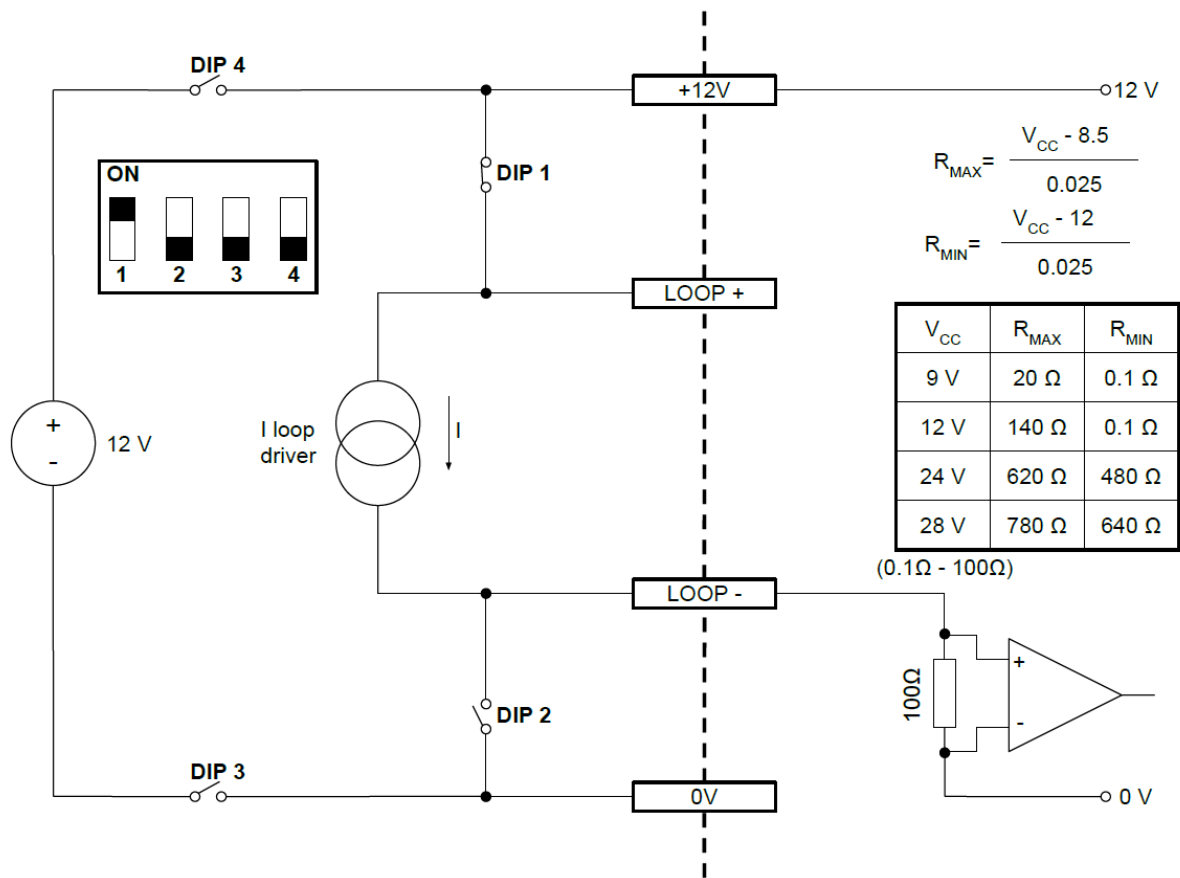 DIP 4
+12V
12 V
ON
1 2 3 4
DIP 1
R_MAX= V_CC - 8.5
0.025
R_MIN= V_CC - 12
0.025
LOOP +
V_CC R_MAX R_MIN
9 V 20 Ω 0.1 Ω
12 V 140 Ω 0.1 Ω
24 V 620 Ω 480 Ω
28 V 780 Ω 640 Ω
+
-
12 V
I loop
driver
I
(0.1Ω - 100Ω)
LOOP -
100Ω
+
-
DIP 2
DIP 3
0V
0 V